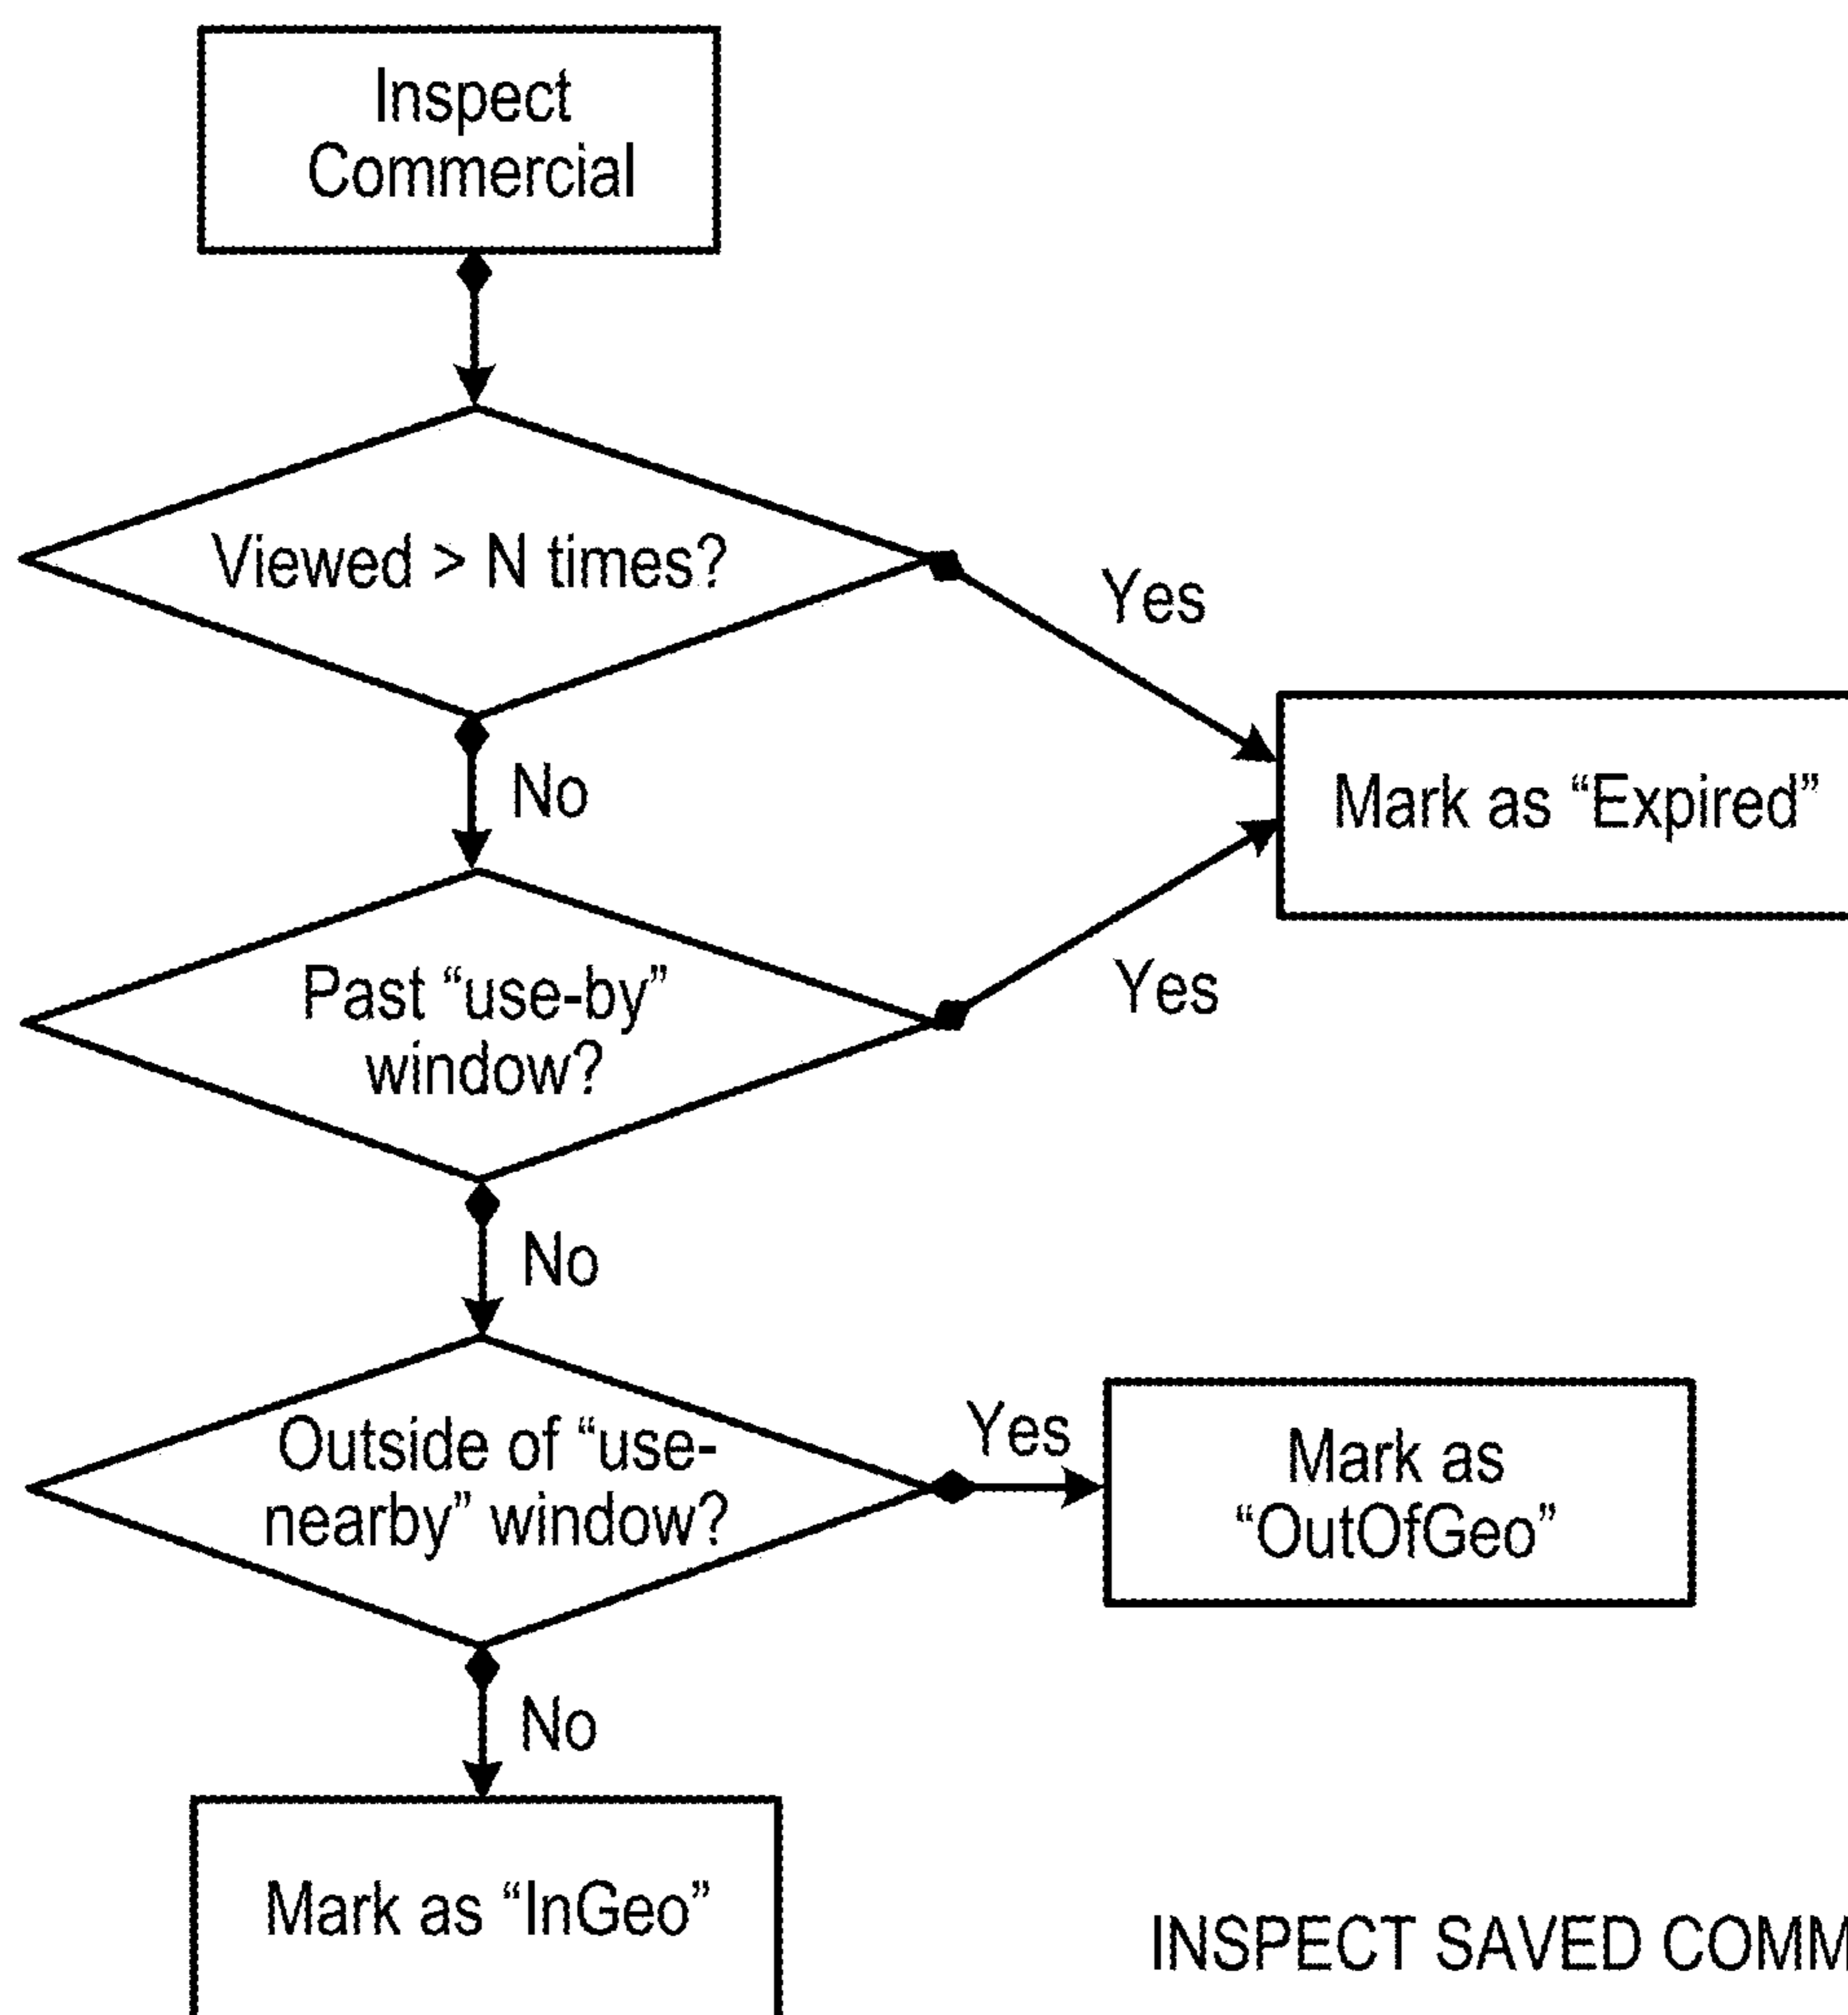 Inspect
Commercial
Viewed > N times?
Yes
No
Mark as “Expired”
Past “use-by”
window?
Yes
No
Outside of “use-
nearby” window?
Yes
Mark as
“OutOfGeo”
No
Mark as “InGeo”
INSPECT SAVED